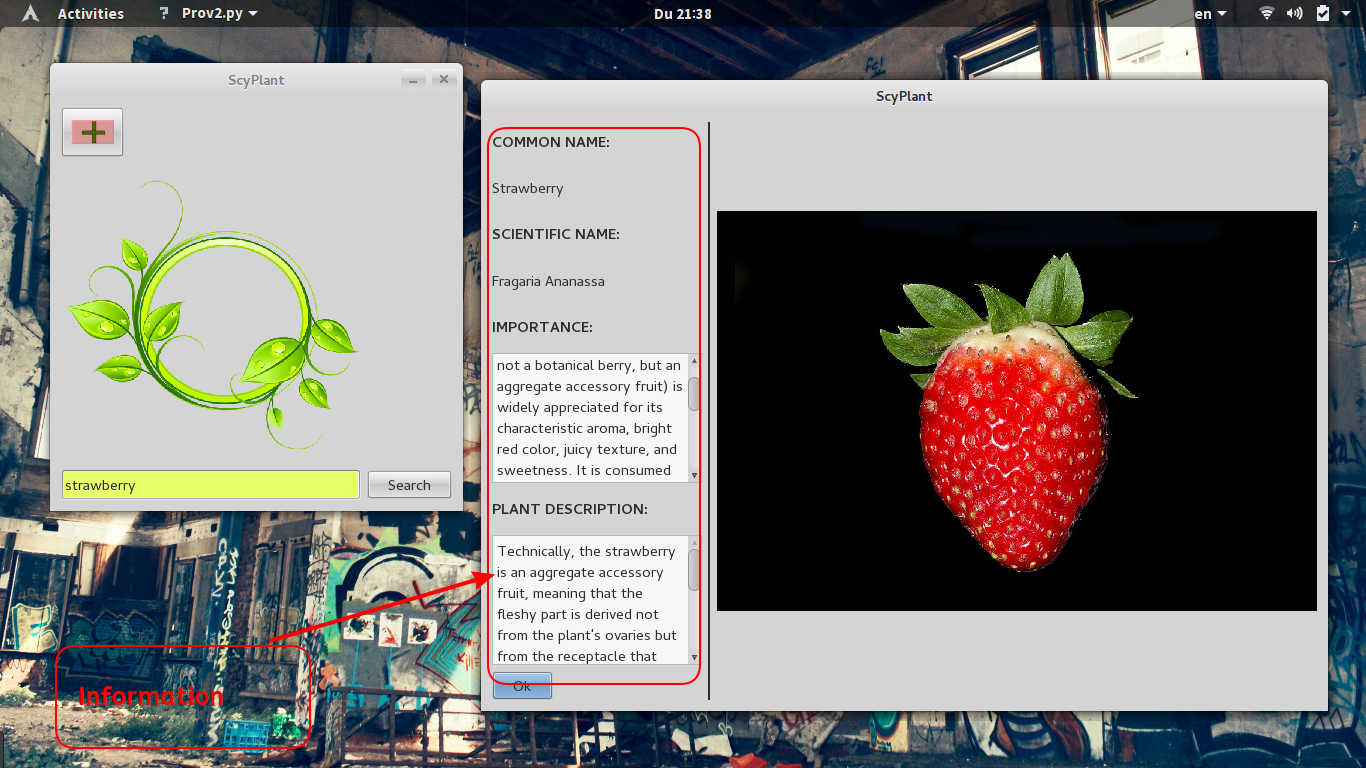 Activities
? Prov2.py
Du 21:38
en
ScyPlant
strawberry
Search
ScyPlant
COMMON NAME:
Strawberry
SCIENTIFIC NAME:
Fragaria Ananassa
IMPORTANCE:
not a botanical berry, but an
aggregate accessory fruit) is
widely appreciated for its
characteristic aroma, bright
red color, juicy texture, and
sweetness. It is consumed
PLANT DESCRIPTION:
Technically, the strawberry
is an aggregate accessory
fruit, meaning that the
fleshy part is derived not
from the plant's ovaries but
from the receptacle that
Ok
Information